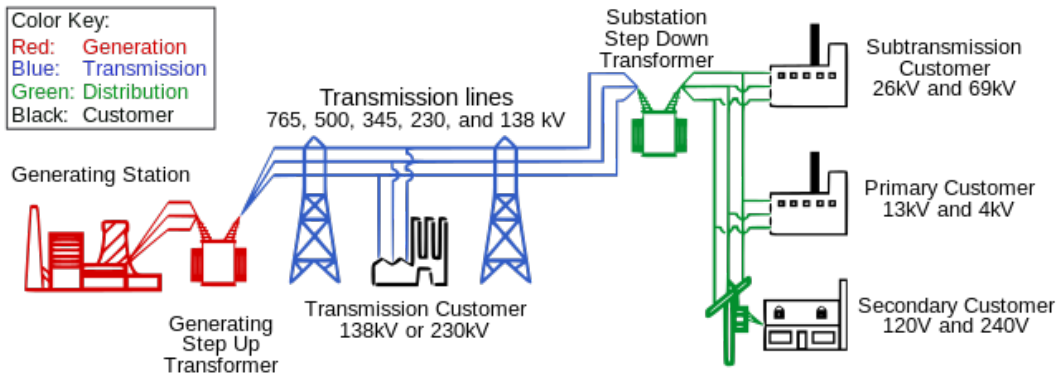 Color Key:
Red: Generation
Blue: Transmission
Green: Distribution
Black: Customer
Generating Station
Generating
Step Up
Transformer
Transmission lines
765, 500, 345, 230, and 138 kV
Transmission Customer
138kV or 230kV
Substation
Step Down
Transformer
Subtransmission
Customer
26kV and 69kV
Primary Customer
13kV and 4kV
Secondary Customer
120V and 240V